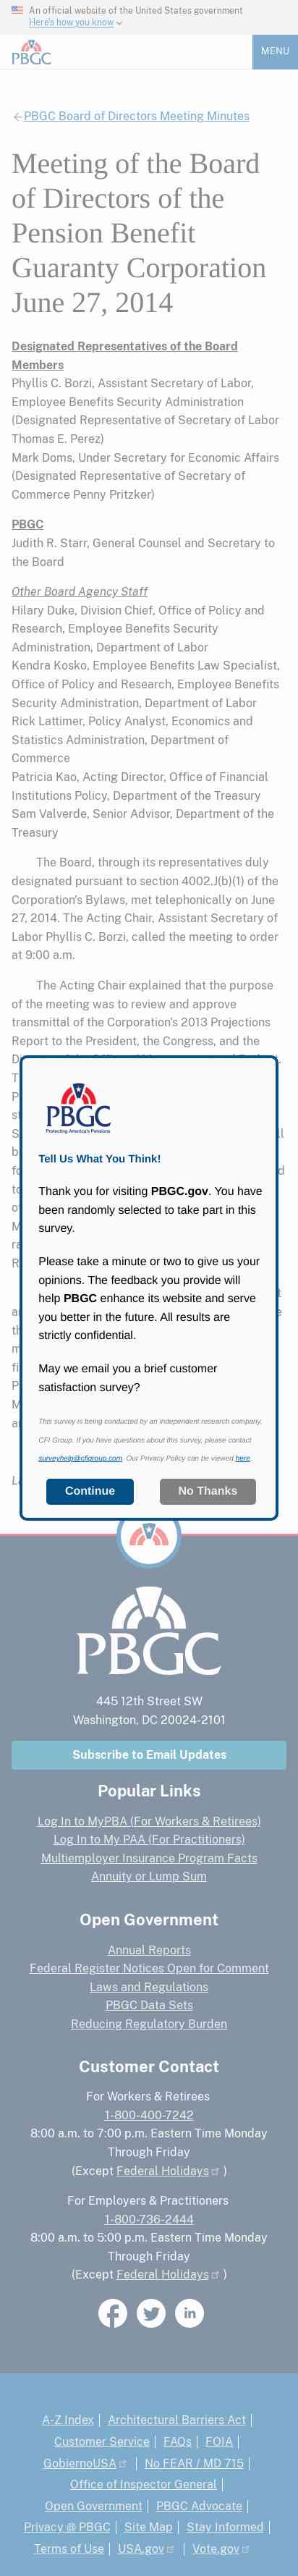 An official website of the United States government
Here's how you know
PBGC
MENU
PBGC Board of Directors Meeting Minutes
Meeting of the Board
of Directors of the
Pension Benefit
Guaranty Corporation
June 27, 2014
Designated Representatives of the Board
Members
Phyllis C. Borzi, Assistant Secretary of Labor,
Employee Benefits Security Administration
(Designated Representative of Secretary of Labor
Thomas E. Perez)
Mark Doms, Under Secretary for Economic Affairs
(Designated Representative of Secretary of
Commerce Penny Pritzker)
PBGC
Judith R. Starr, General Counsel and Secretary to
the Board
Other Board Agency Staff
Hilary Duke, Division Chief, Office of Policy and
Research, Employee Benefits Security
Administration, Department of Labor
Kendra Kosko, Employee Benefits Law Specialist,
Office of Policy and Research, Employee Benefits
Security Administration, Department of Labor
Rick Lattimer, Policy Analyst, Economics and
Statistics Administration, Department of
Commerce
Patricia Kao, Acting Director, Office of Financial
Institutions Policy, Department of the Treasury
Sam Valverde, Senior Advisor, Department of the
Treasury
The Board, through its representatives duly
designated pursuant to section 4002.J(b)(1) of the
Corporation's Bylaws, met telephonically on June
27, 2014. The Acting Chair, Assistant Secretary of
Labor Phyllis C. Borzi, called the meeting to order
at 9:00 a.m.
The Acting Chair explained that the purpose
of the meeting was to review and approve
transmittal of the Corporation's 2013 Projections
Report to the President, the Congress, and the
PBGC
Protecting America's Pensions
Tell Us What You Think!
Thank you for visiting PBGC.gov. You have
been randomly selected to take part in this
survey.
Please take a minute or two to give us your
opinions. The feedback you provide will
help PBGC enhance its website and serve
you better in the future. All results are
strictly confidential.
May we email you a brief customer
satisfaction survey?
This survey is being conducted by an independent research company,
CFI Group. If you have questions about this survey, please contact
surveyhelp@cfigroup.com. Our Privacy Policy can be viewed here.
Continue
No Thanks
PBGC
445 12th Street SW
Washington, DC 20024-2101
Subscribe to Email Updates
Popular Links
Log In to MyPBA (For Workers & Retirees)
Log In to My PAA (For Practitioners)
Multiemployer Insurance Program Facts
Annuity or Lump Sum
Open Government
Annual Reports
Federal Register Notices Open for Comment
Laws and Regulations
PBGC Data Sets
Reducing Regulatory Burden
Customer Contact
For Workers & Retirees
1-800-400-7242
8:00 a.m. to 7:00 p.m. Eastern Time Monday
Through Friday
(Except Federal Holidays )
For Employers & Practitioners
1-800-736-2444
8:00 a.m. to 5:00 p.m. Eastern Time Monday
Through Friday
(Except Federal Holidays )
A-Z Index | Architectural Barriers Act |
Customer Service | FAQs | FOIA |
GobiernoUSA | No FEAR / MD 715 |
Office of Inspector General |
Open Government | PBGC Advocate |
Privacy @ PBGC | Site Map | Stay Informed |
Terms of Use | USA.gov | Vote.gov